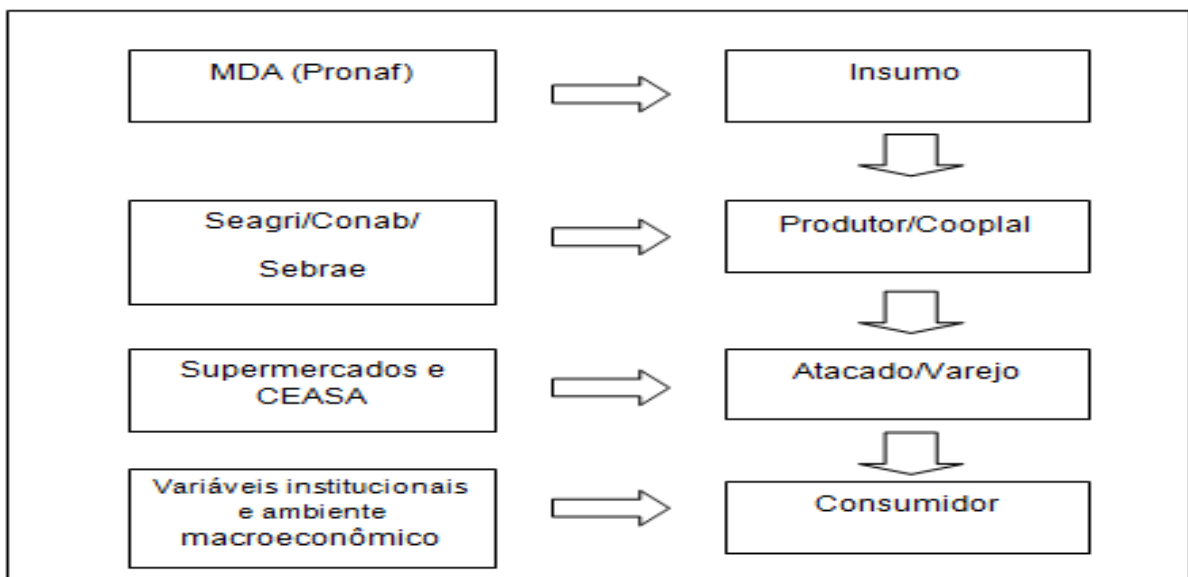 MDA (Pronaf)
Insumo
Seagri/Conab/
Sebrae
Produtor/Cooplal
Supermercados e
CEASA
Atacado/Varejo
Variáveis institucionais
e ambiente
macroeconômico
Consumidor